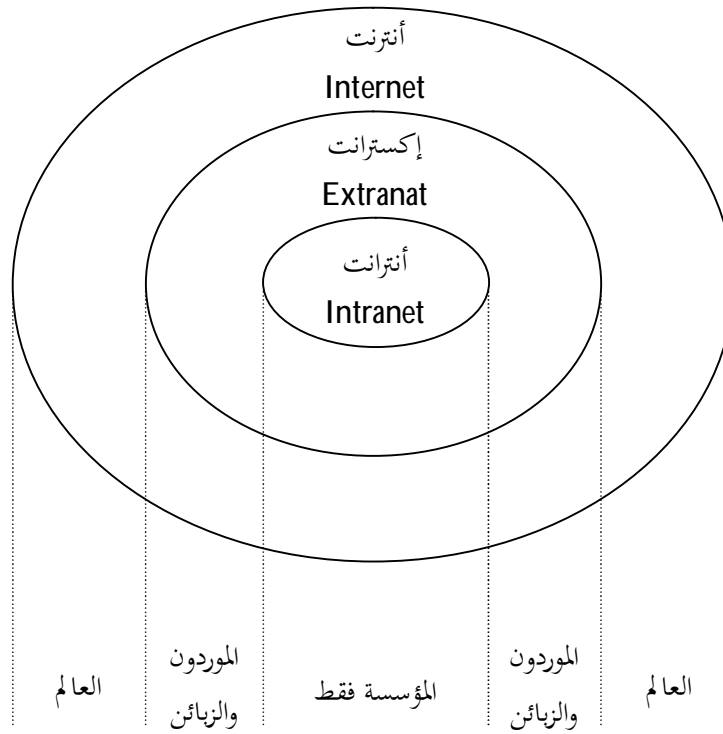 أنترنت
Internet
إكسترانت
Extranat
أنترانت
Intranet
العالم
الموردون
والزبائن
المؤسسة فقط
الموردون
والزبائن
العالم